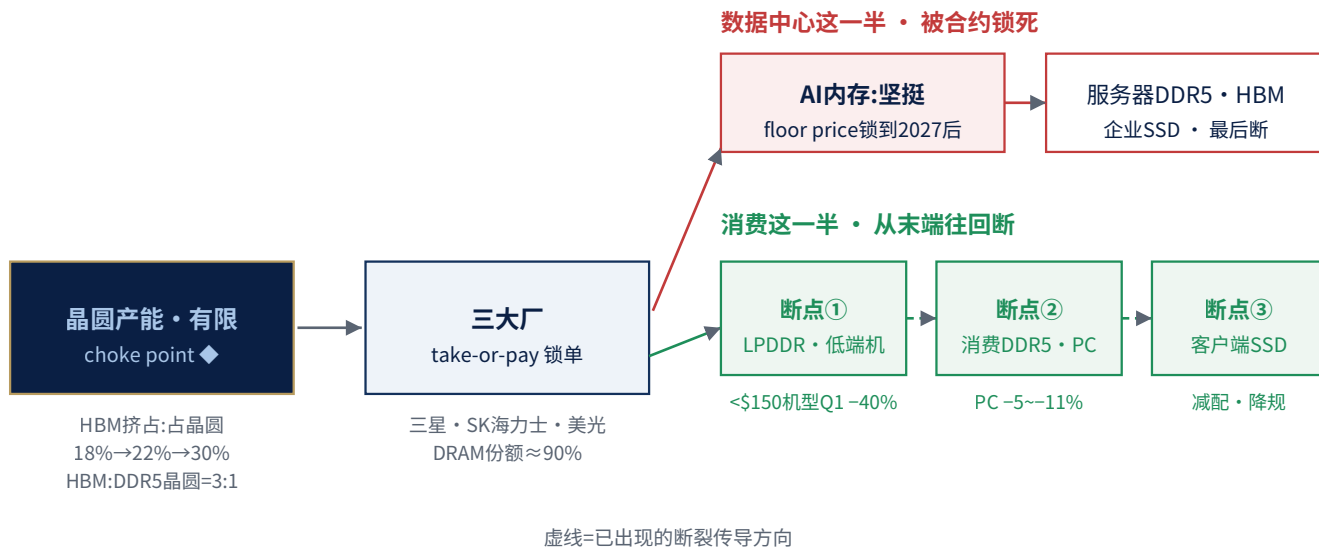 数据中心这一半 · 被合约锁死
AI内存:坚挺
floor price锁到2027后
服务器DDR5·HBM
企业SSD · 最后断
消费这一半 · 从末端往回断
晶圆产能·有限
choke point ◆
HBM挤占:占晶圆
18%→22%→30%
HBM:DDR5晶圆=3:1
三大厂
take-or-pay 锁单
三星·SK海力士·美光
DRAM份额≈90%
断点①
LPDDR·低端机
<$150机型Q1 −40%
断点②
消费DDR5·PC
PC −5~−11%
断点③
客户端SSD
减配·降规
虚线=已出现的断裂传导方向